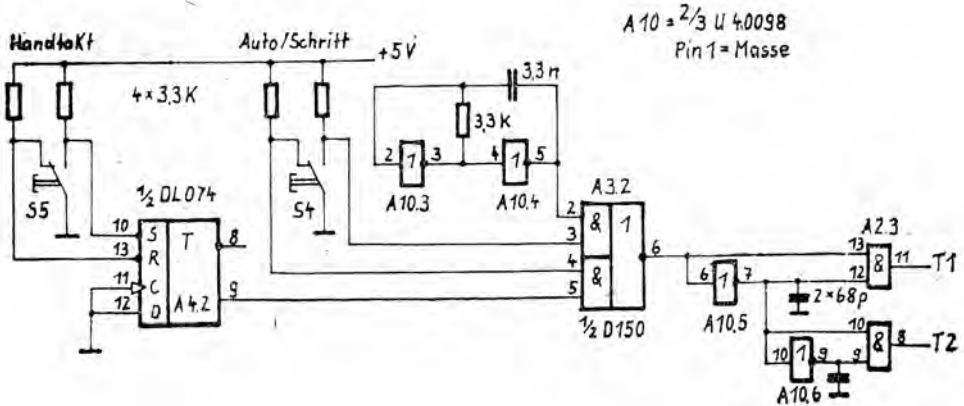 A10 = 2/3 U 40098
Pin 1 = Masse
Handtakt
Auto/Schritt
+5V
4×3,3K
3,3n
3,3K
2
1
3
4
1
5
A10.3
A10.4
S5
S4
1/2 DL074
10
S
T
8
13
R
11
C
12
D
A4.2
9
A3.2
2
&
1
3
4
&
5
6
1/2 D150
6
1
7
A10.5
2×68p
A2.3
13
&
11
T1
12
10
&
8
T2
9
10
1
9
A10.6